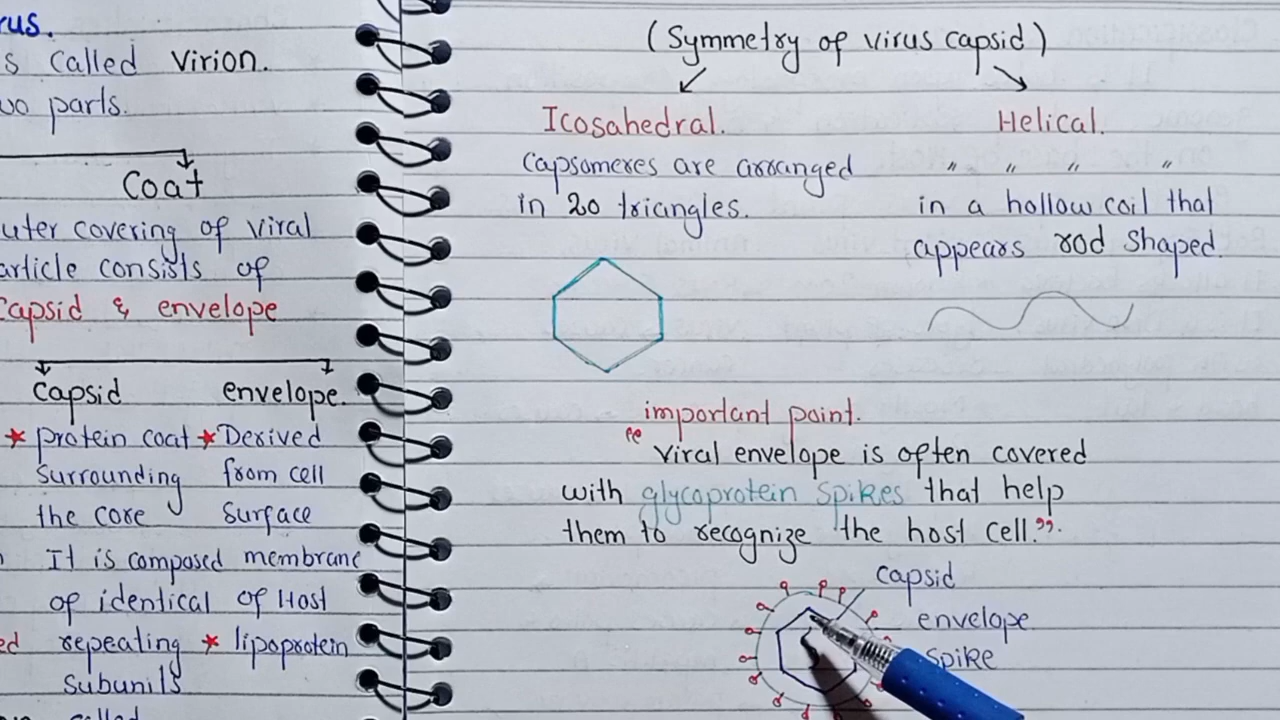 rus.
s called Virion.
wo parts.
Coat
uter covering of viral
article consists of
Capsid & envelope
Capsid envelope.
★ protein coat ★ Derived
surrounding from cell
the core surface
It is composed membrane
of identical of Host
ed repeating ★ lipoprotein
subunits
called
(Symmetry of virus capsid)
Icosahedral. Helical.
Capsomeres are arranged " " " "
in 20 triangles. in a hollow coil that
appears rod shaped.
important point.
"Viral envelope is often covered
with glycoprotein spikes that help
them to recognize the host cell.".
capsid
envelope
spike